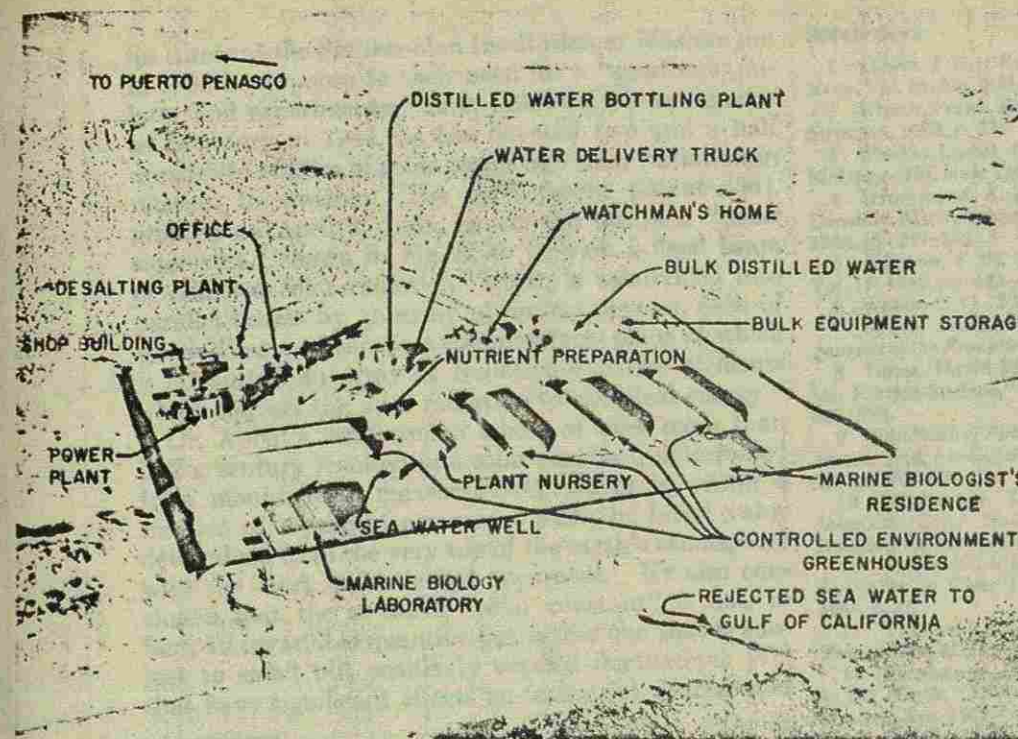 TO PUERTO PENASCO
DISTILLED WATER BOTTLING PLANT
WATER DELIVERY TRUCK
WATCHMAN'S HOME
OFFICE
BULK DISTILLED WATER
DESALTING PLANT
BULK EQUIPMENT STORAG
SHOP BUILDING
NUTRIENT PREPARATION
POWER
PLANT
PLANT NURSERY
MARINE BIOLOGIST'S
RESIDENCE
SEA WATER WELL
CONTROLLED ENVIRONMENT
GREENHOUSES
MARINE BIOLOGY
LABORATORY
REJECTED SEA WATER TO
GULF OF CALIFORNIA